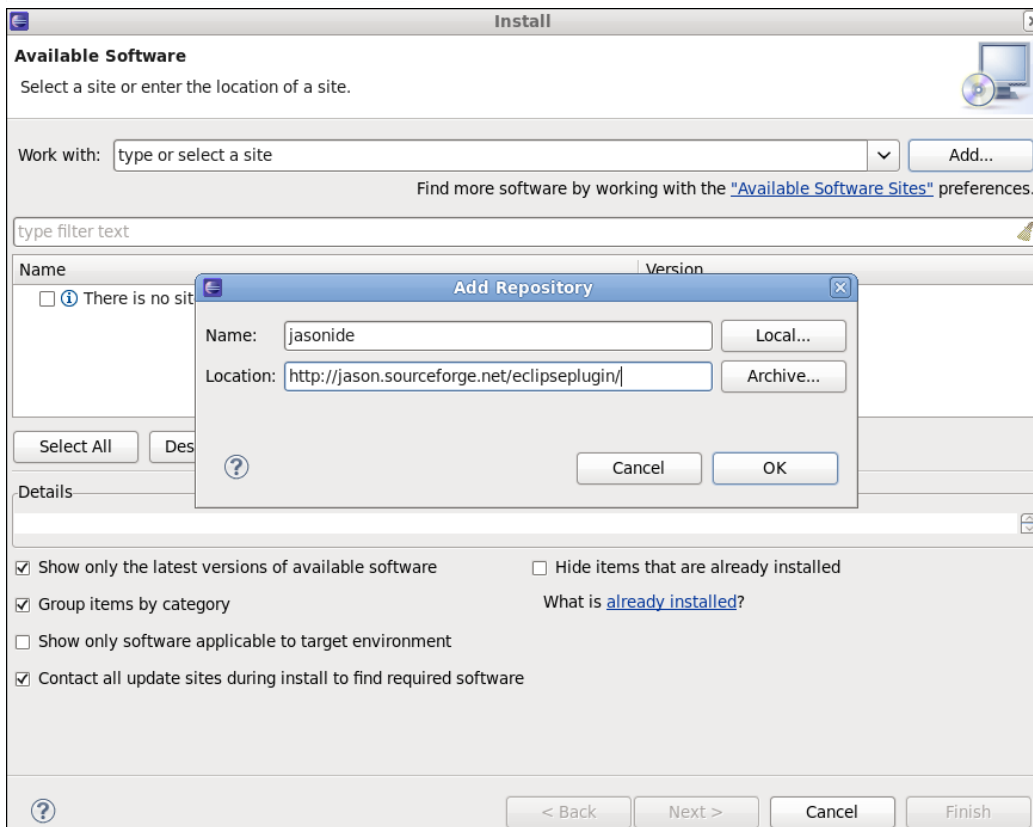 Install
Available Software
Select a site or enter the location of a site.
Work with: type or select a site Add...
Find more software by working with the "Available Software Sites" preferences.
type filter text
Name Version
There is no sit
Add Repository
Name: jasonide Local...
Location: http://jason.sourceforge.net/eclipseplugin/ Archive...
Cancel OK
Select All Des
Details
Show only the latest versions of available software Hide items that are already installed
Group items by category What is already installed?
Show only software applicable to target environment
Contact all update sites during install to find required software
< Back Next > Cancel Finish